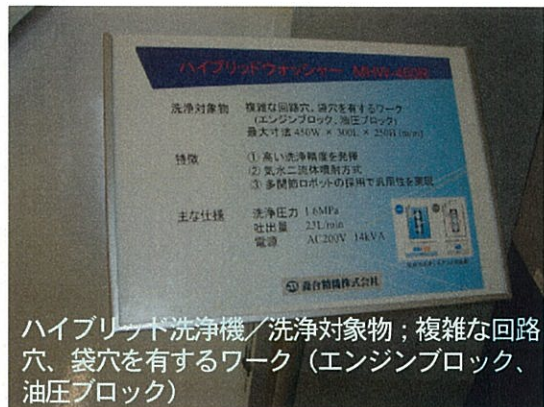 ハイブリッドウォッシャー
洗浄対象物 複雑な回路穴、袋穴を有するワーク
(エンジンブロック、油圧ブロック)
最大寸法 450W × 300L × 250H (mm)
特徴 ① 高い洗浄精度を発揮
② 気水二流体噴射方式
③ 多関節ロボットの採用で汎用性を実現
主な仕様 洗浄圧力 1.6MPa
吐出量 23L/min
電源 AC200V 14kVA
森合精機株式会社
ハイブリッド洗浄機/洗浄対象物;複雑な回路
穴、袋穴を有するワーク(エンジンブロック、
油圧ブロック)